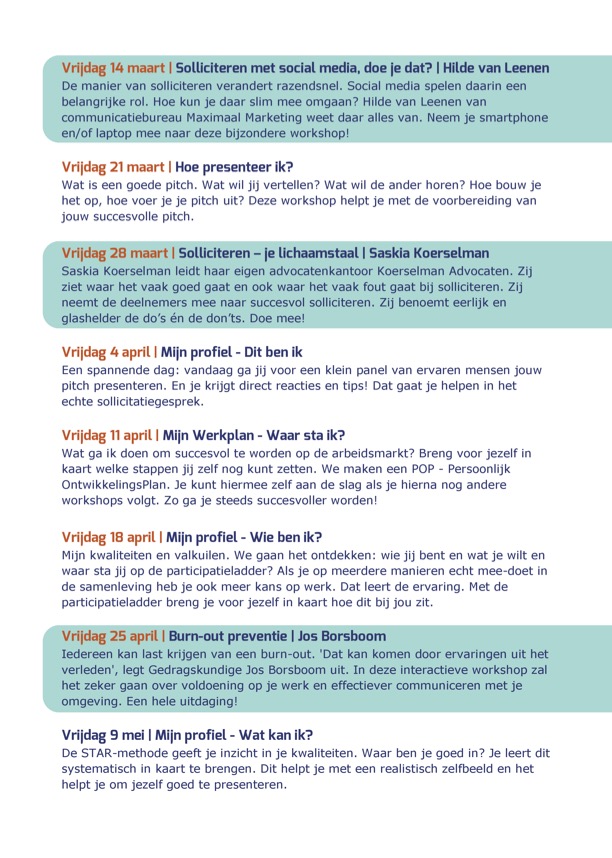 Vrijdag 14 maart | Solliciteren met social media, doe je dat? | Hilde van Leenen
De manier van solliciteren verandert razendsnel. Social media spelen daarin een
belangrijke rol. Hoe kun je daar slim mee omgaan? Hilde van Leenen van
communicatiebureau Maximaal Marketing weet daar alles van. Neem je smartphone
en/of laptop mee naar deze bijzondere workshop!
Vrijdag 21 maart | Hoe presenteer ik?
Wat is een goede pitch. Wat wil jij vertellen? Wat wil de ander horen? Hoe bouw je
het op, hoe voer je je pitch uit? Deze workshop helpt je met de voorbereiding van
jouw succesvolle pitch.
Vrijdag 28 maart | Solliciteren – je lichaamstaal | Saskia Koerselman
Saskia Koerselman leidt haar eigen advocatenkantoor Koerselman Advocaten. Zij
ziet waar het vaak goed gaat en ook waar het vaak fout gaat bij solliciteren. Zij
neemt de deelnemers mee naar succesvol solliciteren. Zij benoemt eerlijk en
glashelder de do's én de don'ts. Doe mee!
Vrijdag 4 april | Mijn profiel - Dit ben ik
Een spannende dag: vandaag ga jij voor een klein panel van ervaren mensen jouw
pitch presenteren. En je krijgt direct reacties en tips! Dat gaat je helpen in het
echte sollicitatiegesprek.
Vrijdag 11 april | Mijn Werkplan - Waar sta ik?
Wat ga ik doen om succesvol te worden op de arbeidsmarkt? Breng voor jezelf in
kaart welke stappen jij zelf nog kunt zetten. We maken een POP - Persoonlijk
OntwikkelingsPlan. Je kunt hiermee zelf aan de slag als je hierna nog andere
workshops volgt. Zo ga je steeds succesvoller worden!
Vrijdag 18 april | Mijn profiel - Wie ben ik?
Mijn kwaliteiten en valkuilen. We gaan het ontdekken: wie jij bent en wat je wilt en
waar sta jij op de participatieladder? Als je op meerdere manieren echt mee-doet in
de samenleving heb je ook meer kans op werk. Dat leert de ervaring. Met de
participatieladder breng je voor jezelf in kaart hoe dit bij jou zit.
Vrijdag 25 april | Burn-out preventie | Jos Borsboom
Iedereen kan last krijgen van een burn-out. 'Dat kan komen door ervaringen uit het
verleden', legt Gedragskundige Jos Borsboom uit. In deze interactieve workshop zal
het zeker gaan over voldoening op je werk en effectiever communiceren met je
omgeving. Een hele uitdaging!
Vrijdag 9 mei | Mijn profiel - Wat kan ik?
De STAR-methode geeft je inzicht in je kwaliteiten. Waar ben je goed in? Je leert dit
systematisch in kaart te brengen. Dit helpt je met een realistisch zelfbeeld en het
helpt je om jezelf goed te presenteren.